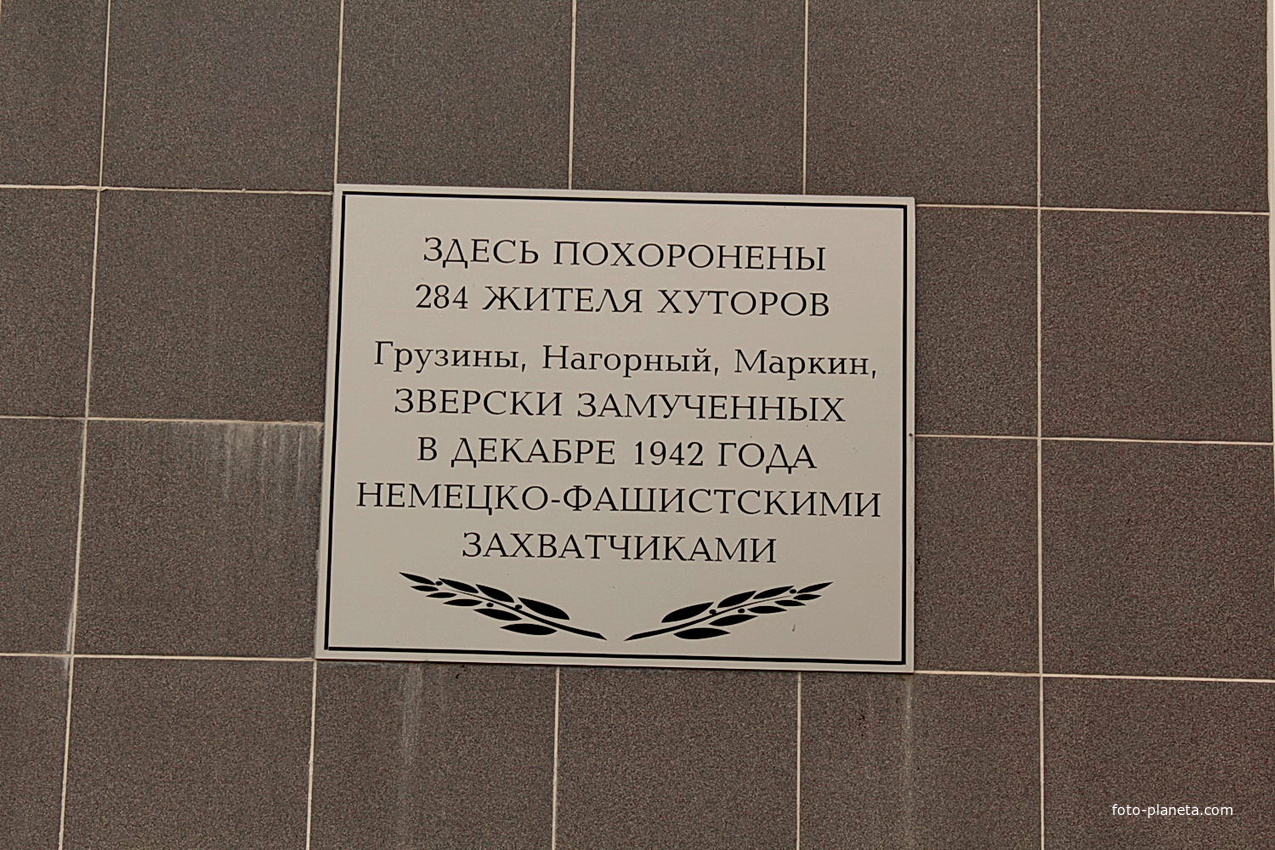 ЗДЕСЬ ПОХОРОНЕНЫ
284 ЖИТЕЛЯ ХУТОРОВ
Грузины, Нагорный, Маркин,
ЗВЕРСКИ ЗАМУЧЕННЫХ
В ДЕКАБРЕ 1942 ГОДА
НЕМЕЦКО-ФАШИСТСКИМИ
ЗАХВАТЧИКАМИ
foto-planeta.com